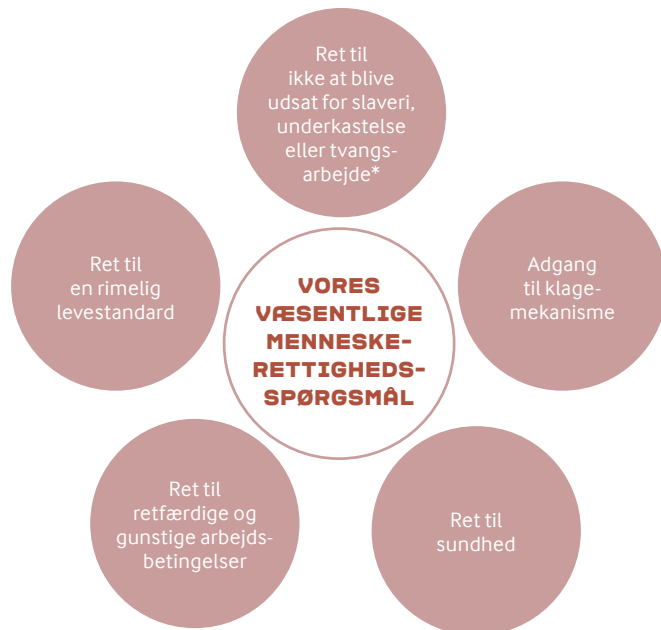 Ret til
ikke at blive
udsat for slaveri,
underkastelse
eller tvangs-
arbejde*
Ret til
en rimelig
levestandard
VORES
VÆSENTLIGE
MENNESKE-
RETTIGHEDS-
SPØRGSMÅL
Adgang
til klage-
mekanisme
Ret til
retfærdige og
gunstige arbejds-
betingelser
Ret til
sundhed